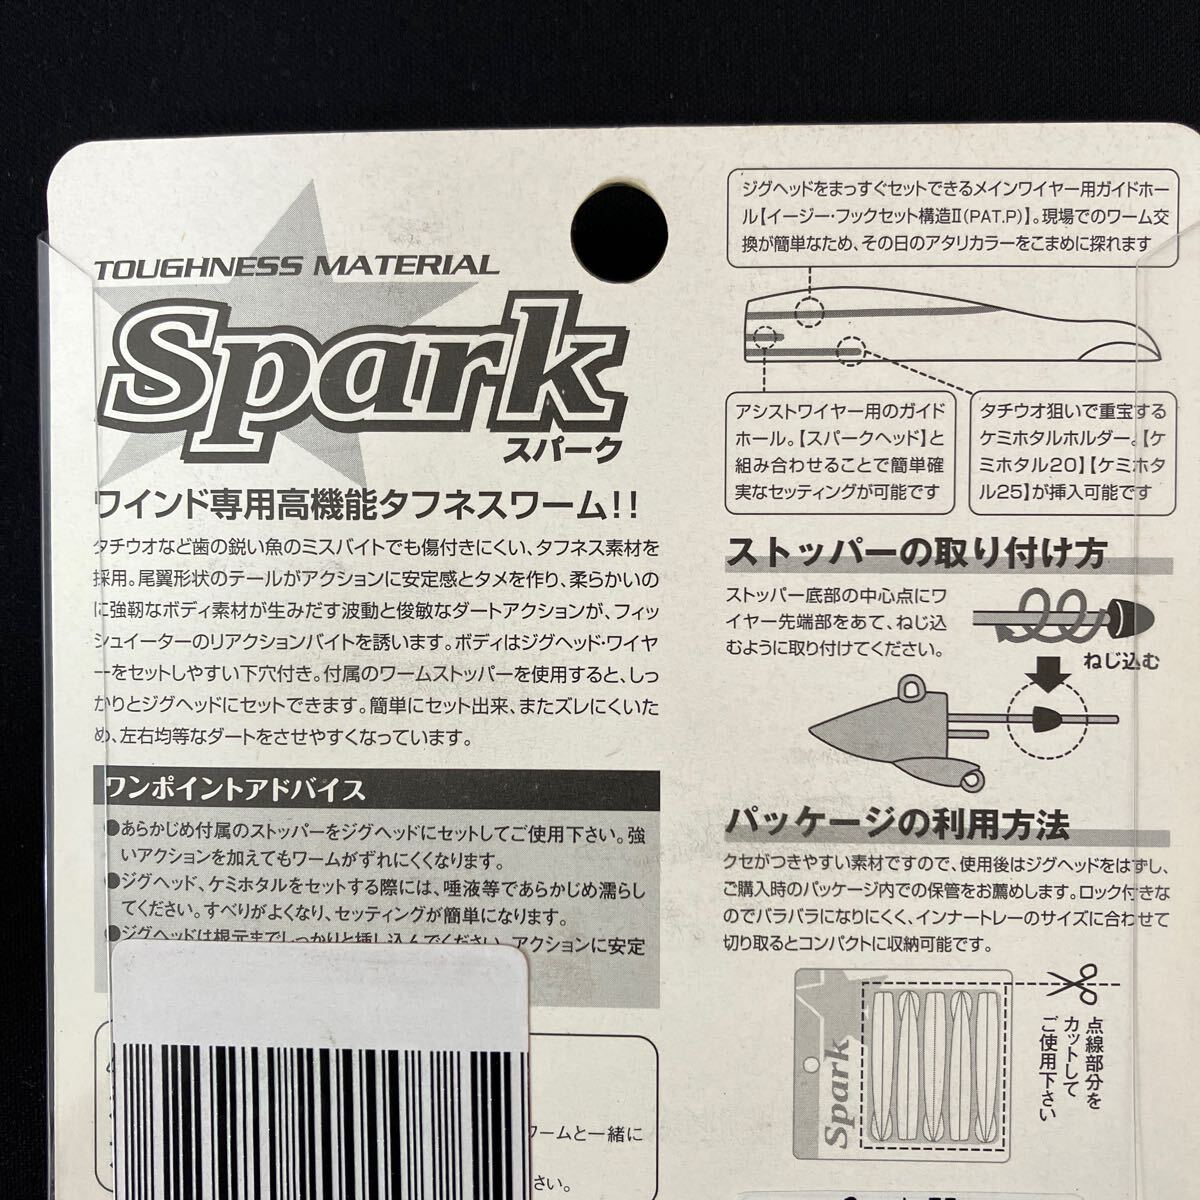 TOUGHNESS MATERIAL
Spark
スパーク
ワインド専用高機能タフネスワーム!!
タチウオなど歯の鋭い魚のミスバイトでも傷付きにくい、タフネス素材を
採用。尾翼形状のテールがアクションに安定感とタメを作り、柔らかいの
に強靭なボディ素材が生みだす波動と俊敏なダートアクションが、フィッ
シュイーターのリアクションバイトを誘います。ボディはジグヘッド・ワイヤ
ーをセットしやすい下穴付き。付属のワームストッパーを使用すると、しっ
かりとジグヘッドにセットできます。簡単にセット出来、またズレにくいた
め、左右均等なダートをさせやすくなっています。
ワンポイントアドバイス
●あらかじめ付属のストッパーをジグヘッドにセットしてご使用下さい。強
いアクションを加えてもワームがずれにくくなります。
●ジグヘッド、ケミホタルをセットする際には、唾液等であらかじめ濡らし
てください。すべりがよくなり、セッティングが簡単になります。
●ジグヘッドは根元までしっかりと挿し込んでください。アクションに安定
ワームと一緒に
さい。
ジグヘッドをまっすぐセットできるメインワイヤー用ガイドホー
ル【イージー・フックセット構造II(PAT.P)】。現場でのワーム交
換が簡単なため、その日のアタリカラーをこまめに探れます
アシストワイヤー用のガイド
ホール。【スパークヘッド】と
組み合わせることで簡単確
実なセッティングが可能です
タチウオ狙いで重宝する
ケミホタルホルダー。【ケ
ミホタル20】【ケミホタ
ル25】が挿入可能です
ストッパーの取り付け方
ストッパー底部の中心点にワ
イヤー先端部をあて、ねじ込
むように取り付けてください。
ねじ込む
パッケージの利用方法
クセがつきやすい素材ですので、使用後はジグヘッドをはずし、
ご購入時のパッケージ内での保管をお薦めします。ロック付きな
のでバラバラになりにくく、インナートレーのサイズに合わせて
切り取るとコンパクトに収納可能です。
Spark
点線部分を
カットして
ご使用下さい